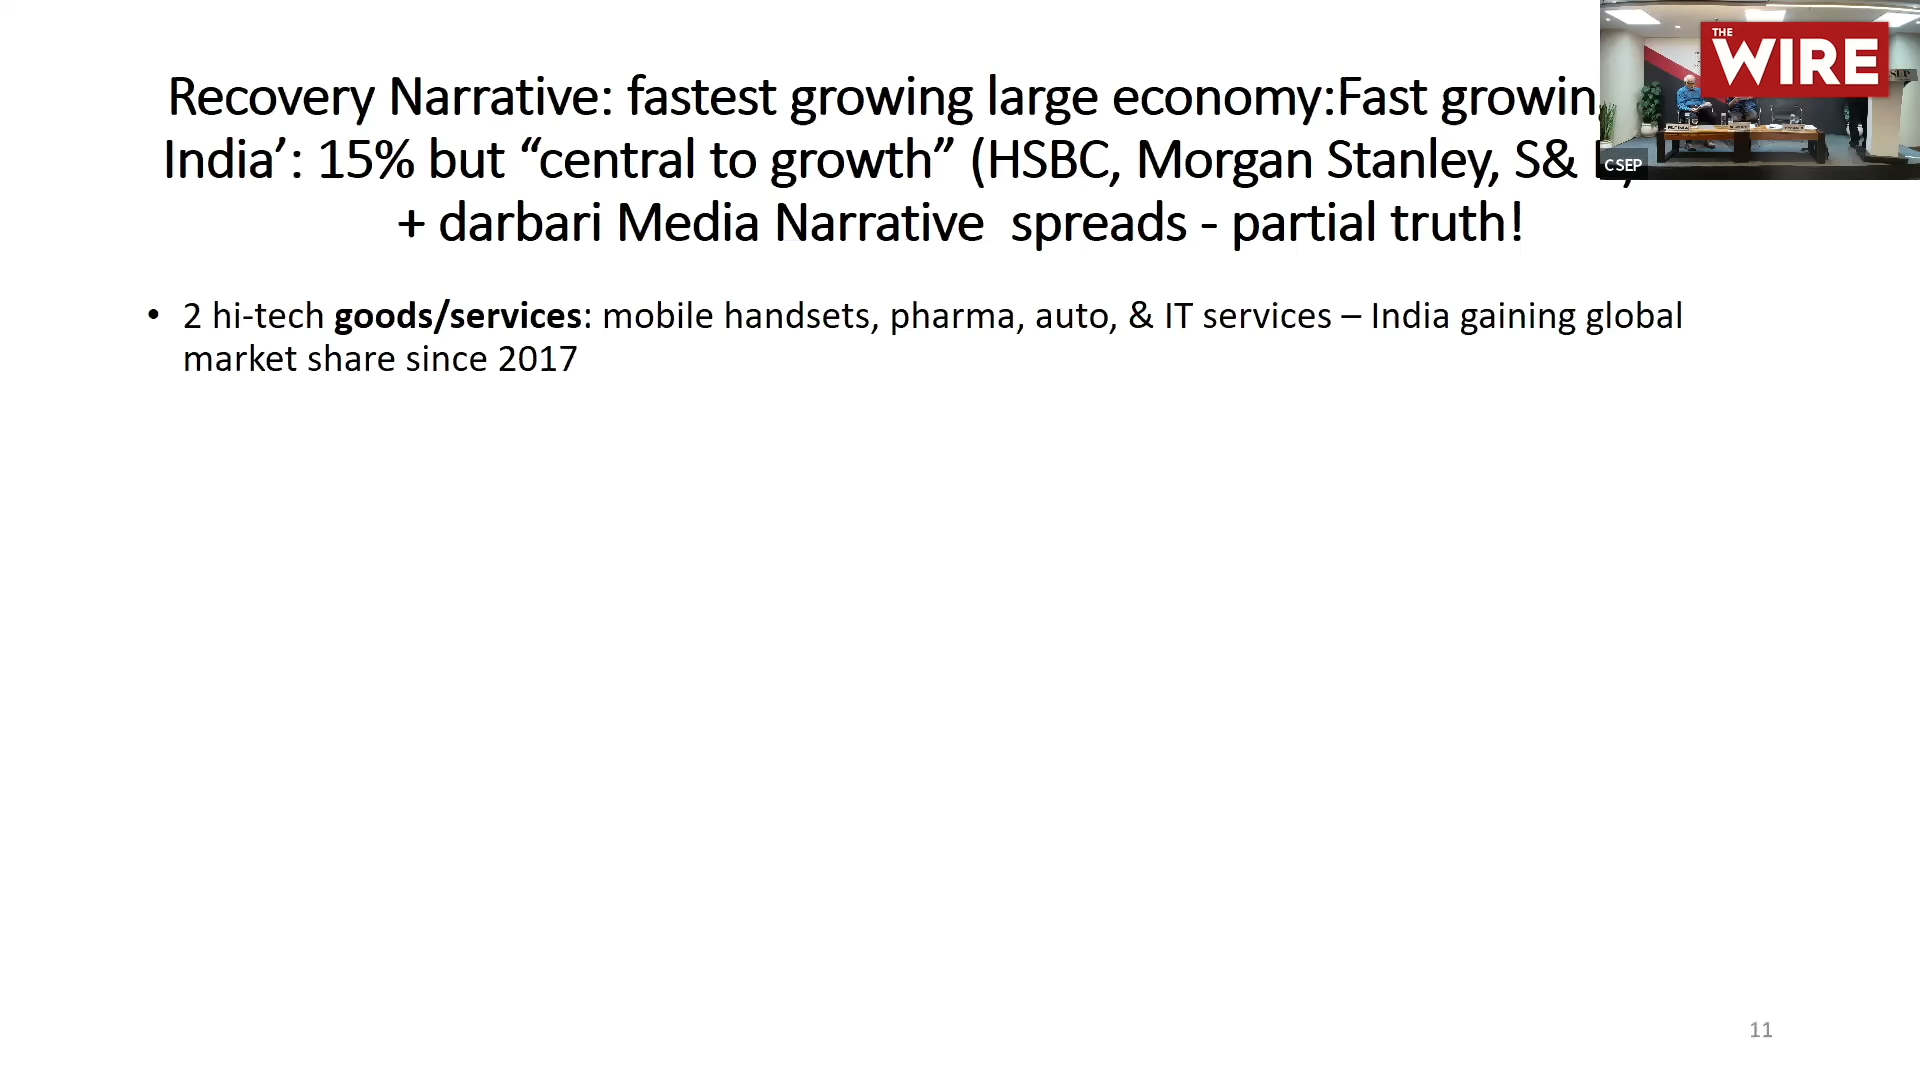 Recovery Narrative: fastest growing large economy:Fast growin
India’: 15% but “central to growth” (HSBC, Morgan Stanley, S&
+ darbari Media Narrative  spreads - partial truth!
• 2 hi-tech goods/services: mobile handsets, pharma, auto, & IT services – India gaining global
market share since 2017
11
THE
WIRE
CSEP